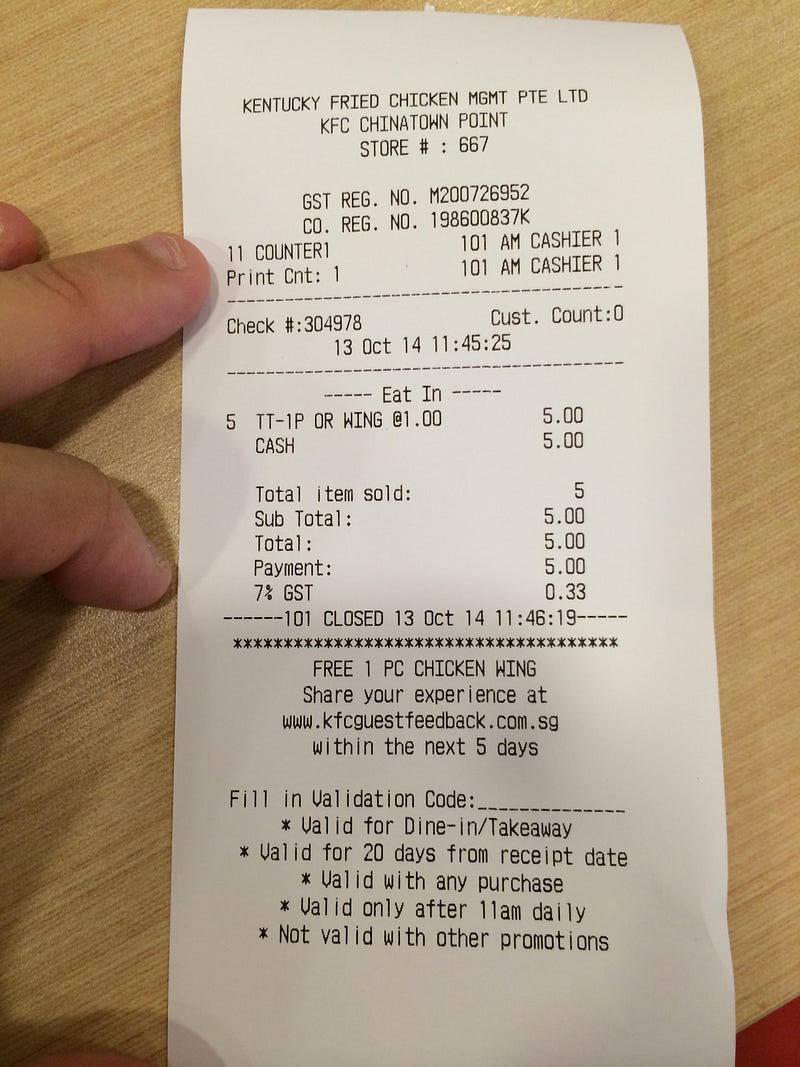 KENTUCKY FRIED CHICKEN MGMT PTE LTD
KFC CHINATOWN POINT
STORE # : 667
GST REG. NO. M200726952
CO. REG. NO. 198600837K
11 COUNTER1 101 AM CASHIER 1
Print Cnt: 1 101 AM CASHIER 1
------------------------------------------
Check #:304978 Cust. Count:0
13 Oct 14 11:45:25
------------------------------------------
----- Eat In -----
5 TT-1P OR WING @1.00 5.00
CASH 5.00
Total item sold: 5
Sub Total: 5.00
Total: 5.00
Payment: 5.00
7% GST 0.33
------101 CLOSED 13 Oct 14 11:46:19-----
**************************************
FREE 1 PC CHICKEN WING
Share your experience at
www.kfcguestfeedback.com.sg
within the next 5 days
Fill in Validation Code:______________
* Valid for Dine-in/Takeaway
* Valid for 20 days from receipt date
* Valid with any purchase
* Valid only after 11am daily
* Not valid with other promotions